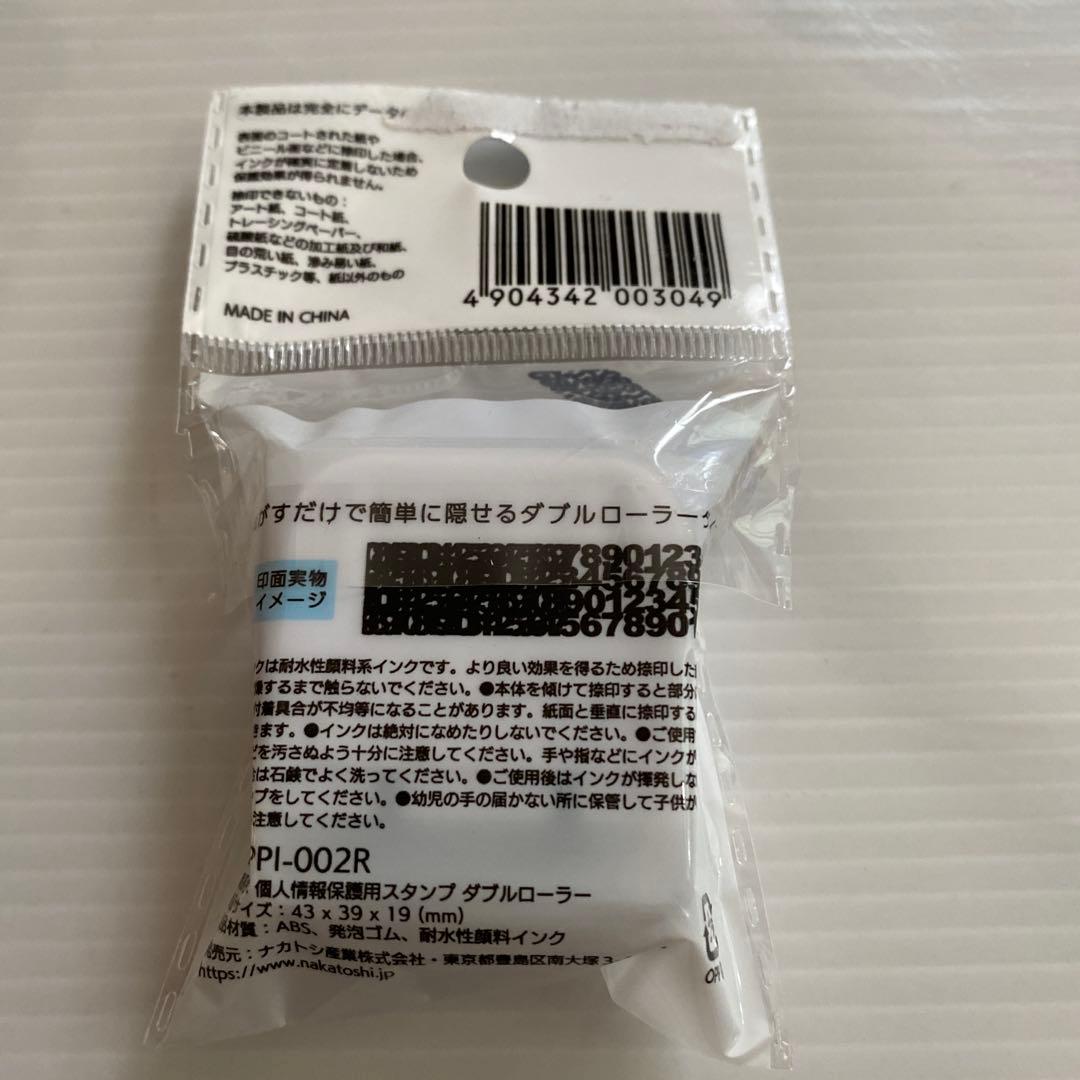 本製品は完全にデータ
表面のコートされた紙や
ビニール面などに捺印した場合、
インクが確実に定着しないため
保護効果が得られません。
捺印できないもの:
アート紙、コート紙、
トレーシングペーパー、
硫酸紙などの加工紙及び和紙、
目の荒い紙、滲み易い紙、
プラスチック等、紙以外のもの
MADE IN CHINA
4 904342 003049
がすだけで簡単に隠せるダブルローラー
印面実物
イメージ
クは耐水性顔料系インクです。より良い効果を得るため捺印した
燥するまで触らないでください。●本体を傾けて捺印すると部分
付着具合が不均等になることがあります。紙面と垂直に捺印する
きます。●インクは絶対になめたりしないでください。●ご使用
どを汚さぬよう十分に注意してください。手や指などにインクが
は石鹸でよく洗ってください。●ご使用後はインクが揮発しな
プをしてください。●幼児の手の届かない所に保管して子供が
注意してください。
PPI-002R
個人情報保護用スタンプ ダブルローラー
サイズ:43 x 39 x 19 (mm)
材質:ABS、発泡ゴム、耐水性顔料インク
売元:ナカトシ産業株式会社・東京都豊島区南大塚3
https://www.nakatoshi.jp